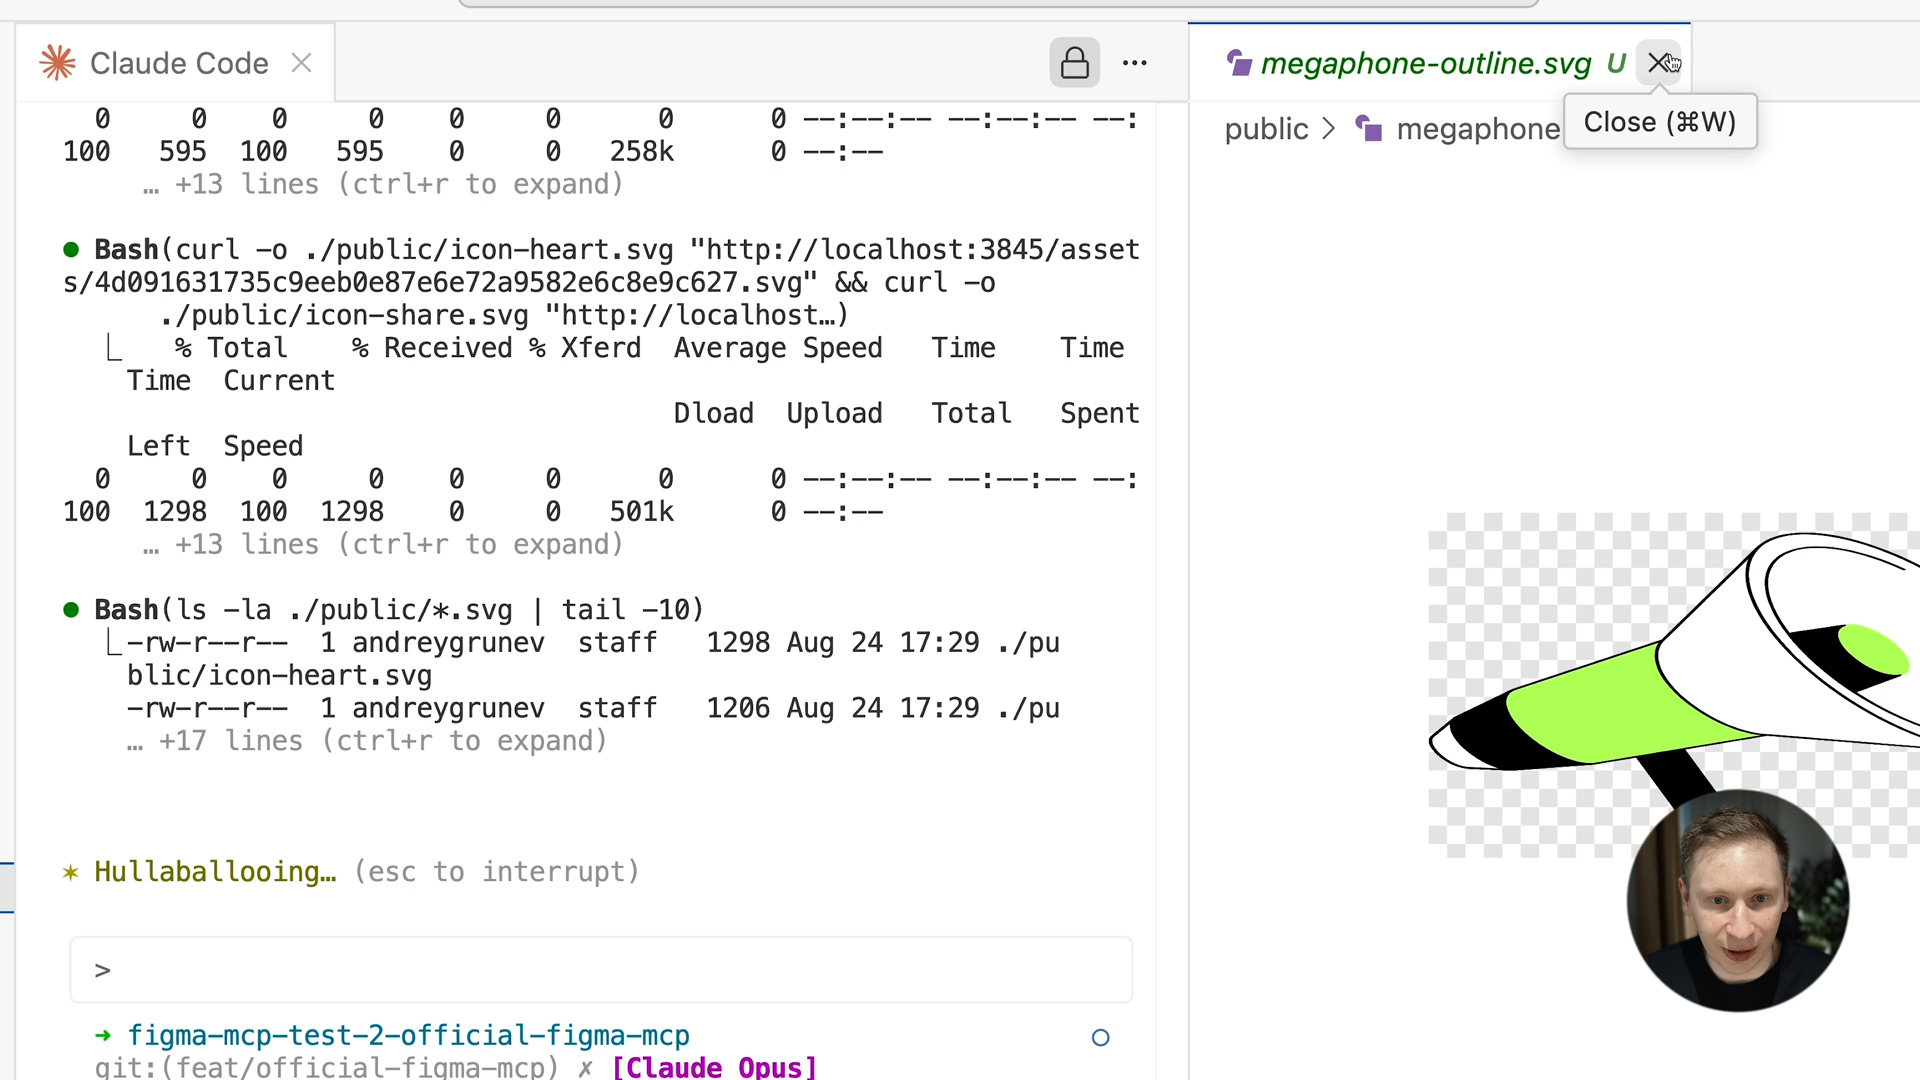 Claude Code
megaphone-outline.svg U
Close (⌘W)
public > megaphone
0 0 0 0 0 0 0 0 --:--:-- --:--:-- --:
100 595 100 595 0 0 258k 0 --:--
… +13 lines (ctrl+r to expand)
Bash(curl -o ./public/icon-heart.svg "http://localhost:3845/asset
s/4d091631735c9eeb0e87e6e72a9582e6c8e9c627.svg" && curl -o
./public/icon-share.svg "http://localhost…)
% Total % Received % Xferd Average Speed Time Time
Time Current
Dload Upload Total Spent
Left Speed
0 0 0 0 0 0 0 0 --:--:-- --:--:-- --:
100 1298 100 1298 0 0 501k 0 --:--
… +13 lines (ctrl+r to expand)
Bash(ls -la ./public/*.svg | tail -10)
-rw-r--r-- 1 andreygrunev staff 1298 Aug 24 17:29 ./pu
blic/icon-heart.svg
-rw-r--r-- 1 andreygrunev staff 1206 Aug 24 17:29 ./pu
… +17 lines (ctrl+r to expand)
Hullaballooing… (esc to interrupt)
>
→ figma-mcp-test-2-official-figma-mcp
git:(feat/official-figma-mcp) ✗ [Claude Opus]